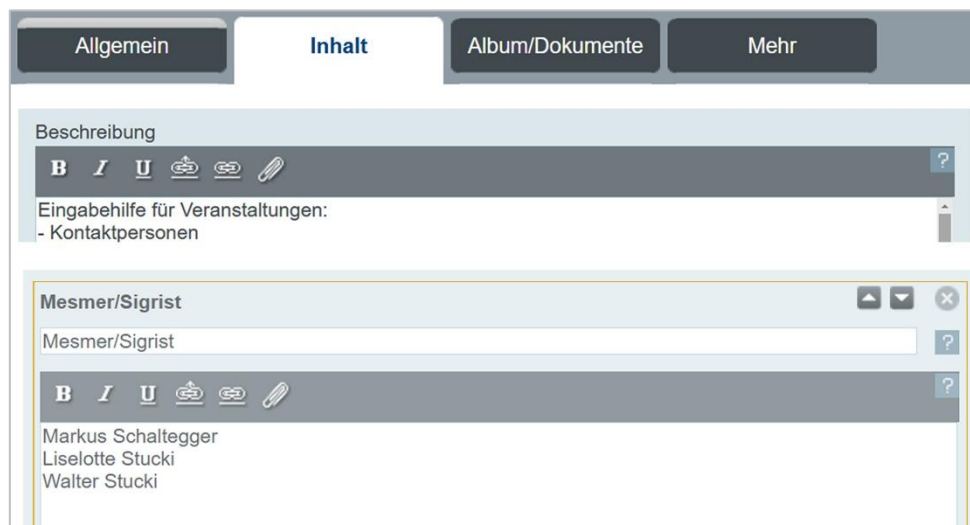 Allgemein Inhalt Album/Dokumente Mehr
Beschreibung
B I U ?
Eingabehilfe für Veranstaltungen:
- Kontaktpersonen
Mesmer/Sigrist
Mesmer/Sigrist ?
B I U ?
Markus Schaltegger
Liselotte Stucki
Walter Stucki